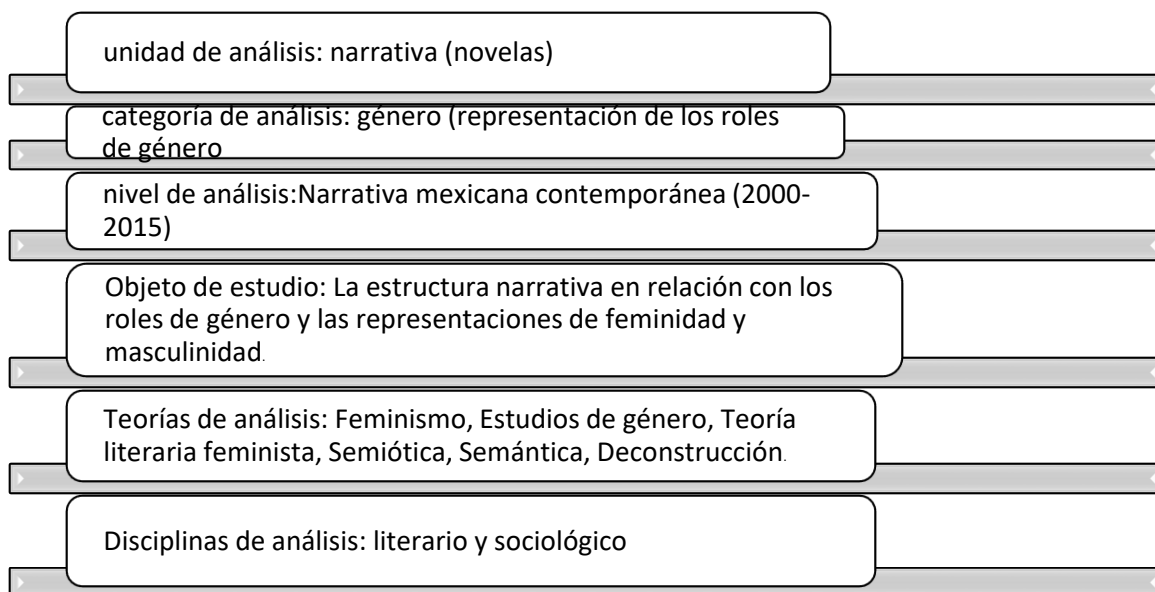 unidad de análisis: narrativa (novelas)
categoría de análisis: género (representación de los roles
de género
nivel de análisis:Narrativa mexicana contemporánea (2000-
2015)
Objeto de estudio: La estructura narrativa en relación con los
roles de género y las representaciones de feminidad y
masculinidad.
Teorías de análisis: Feminismo, Estudios de género, Teoría
literaria feminista, Semiótica, Semántica, Deconstrucción.
Disciplinas de análisis: literario y sociológico